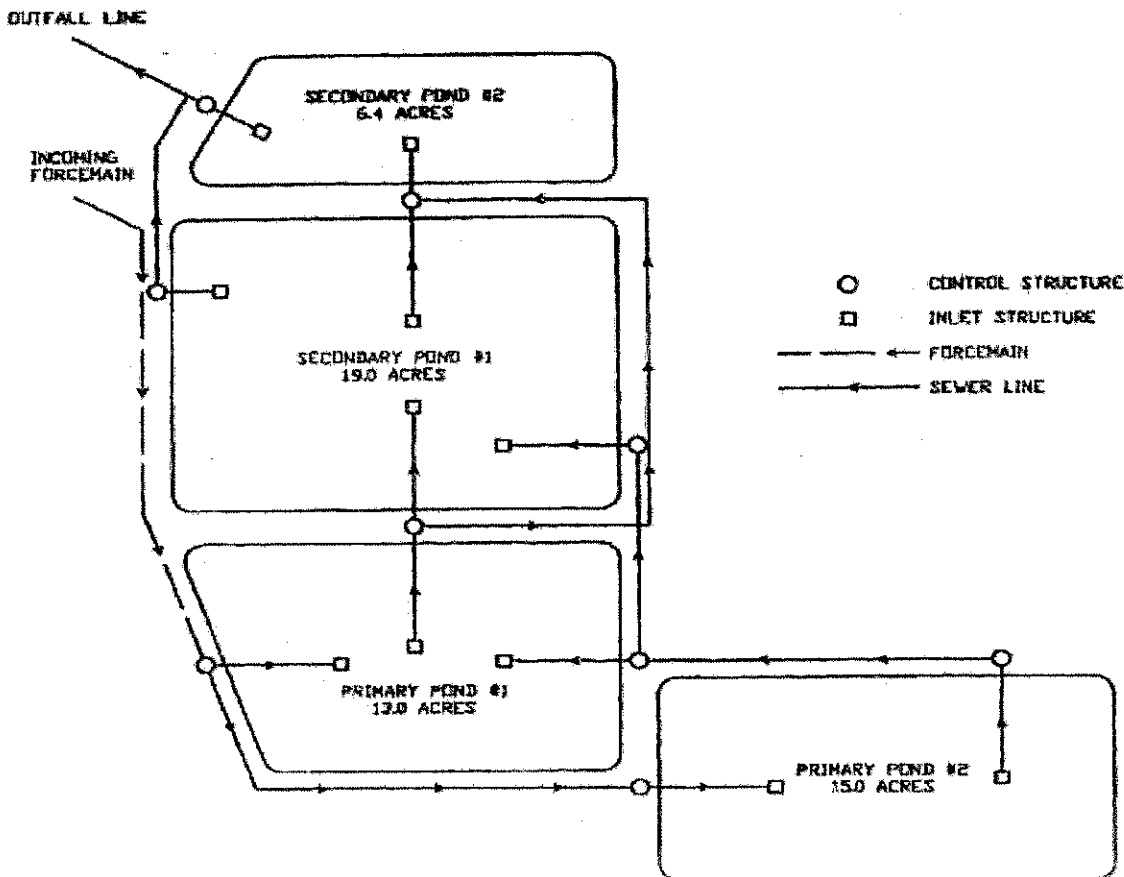 OUTFALL LINE
SECONDARY POND #2
6.4 ACRES
INCOMING
FORCEMAIN
CONTROL STRUCTURE
INLET STRUCTURE
FORCEMAIN
SEWER LINE
SECONDARY POND #1
19.0 ACRES
PRIMARY POND #1
13.0 ACRES
PRIMARY POND #2
15.0 ACRES